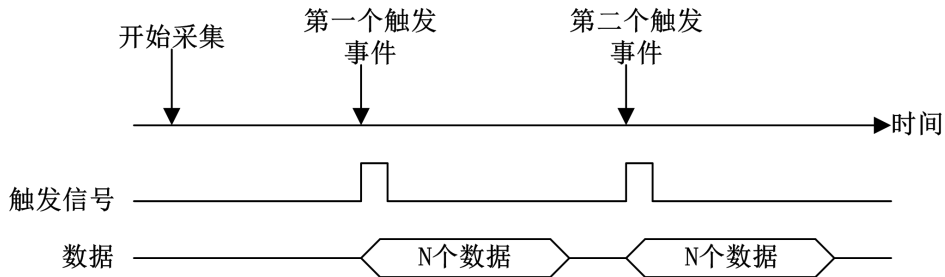 开始采集
第一个触发
事件
第二个触发
事件
时间
触发信号
数据
N个数据
N个数据